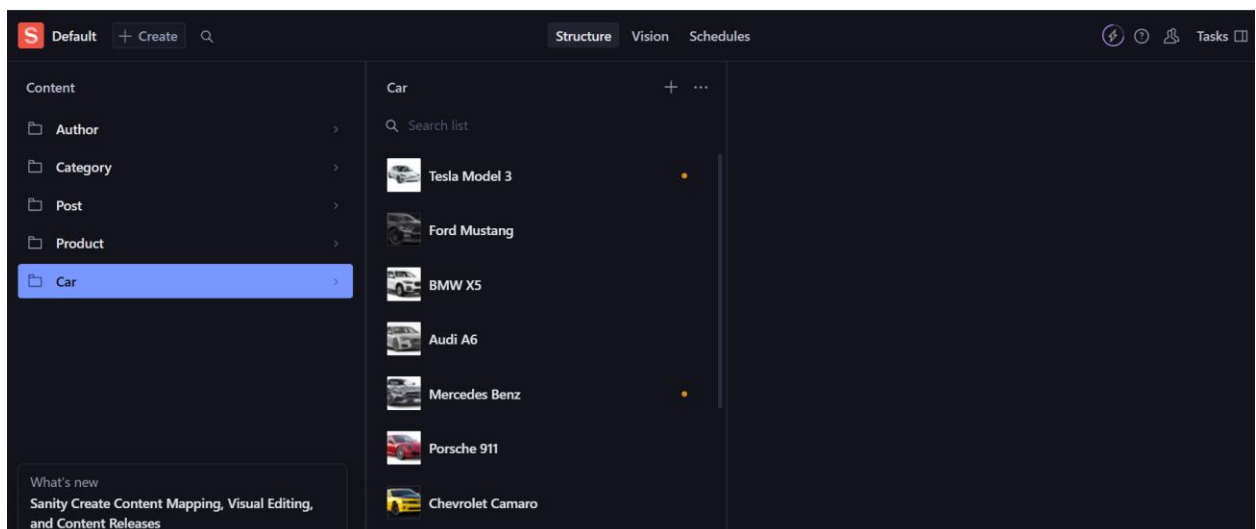 S Default + Create Structure Vision Schedules Tasks
Content
Author
Category
Post
Product
Car
What's new
Sanity Create Content Mapping, Visual Editing,
and Content Releases
Car
Search list
Tesla Model 3
Ford Mustang
BMW X5
Audi A6
Mercedes Benz
Porsche 911
Chevrolet Camaro